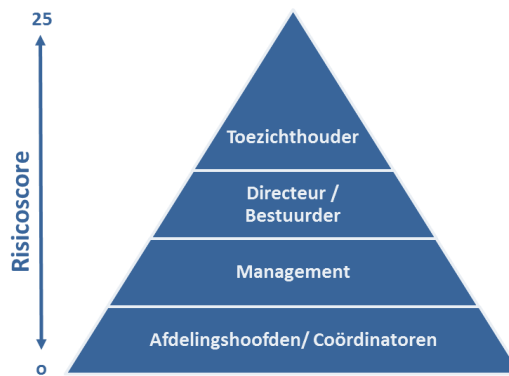 25
Toezichthouder
Directeur /
Bestuurder
Management
Afdelingshoofden/ Coördinatoren
Risicoscore
0